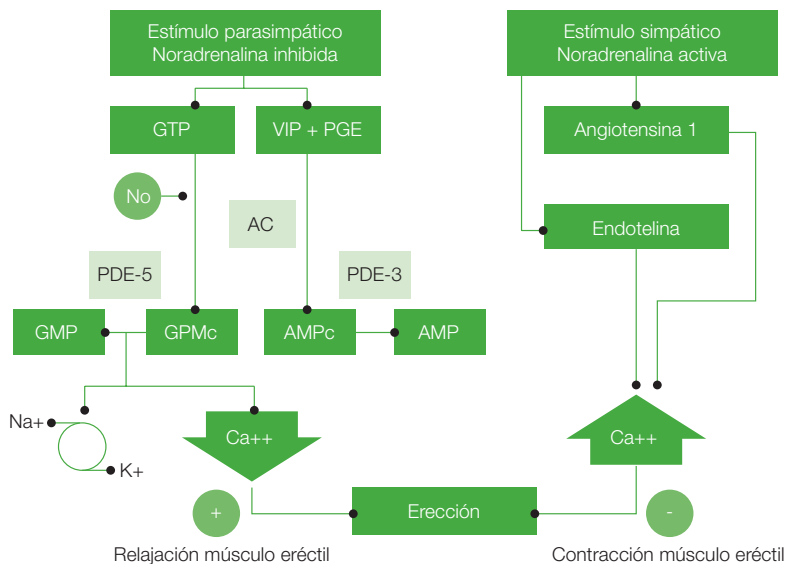 Estímulo parasimpático
Noradrenalina inhibida
Estímulo simpático
Noradrenalina activa
GTP
VIP + PGE
Angiotensina 1
No
AC
Endotelina
PDE-5
PDE-3
GMP
GPMc
AMPc
AMP
Na+
K+
Ca++
Ca++
+
Erección
-
Relajación músculo eréctil
Contracción músculo eréctil